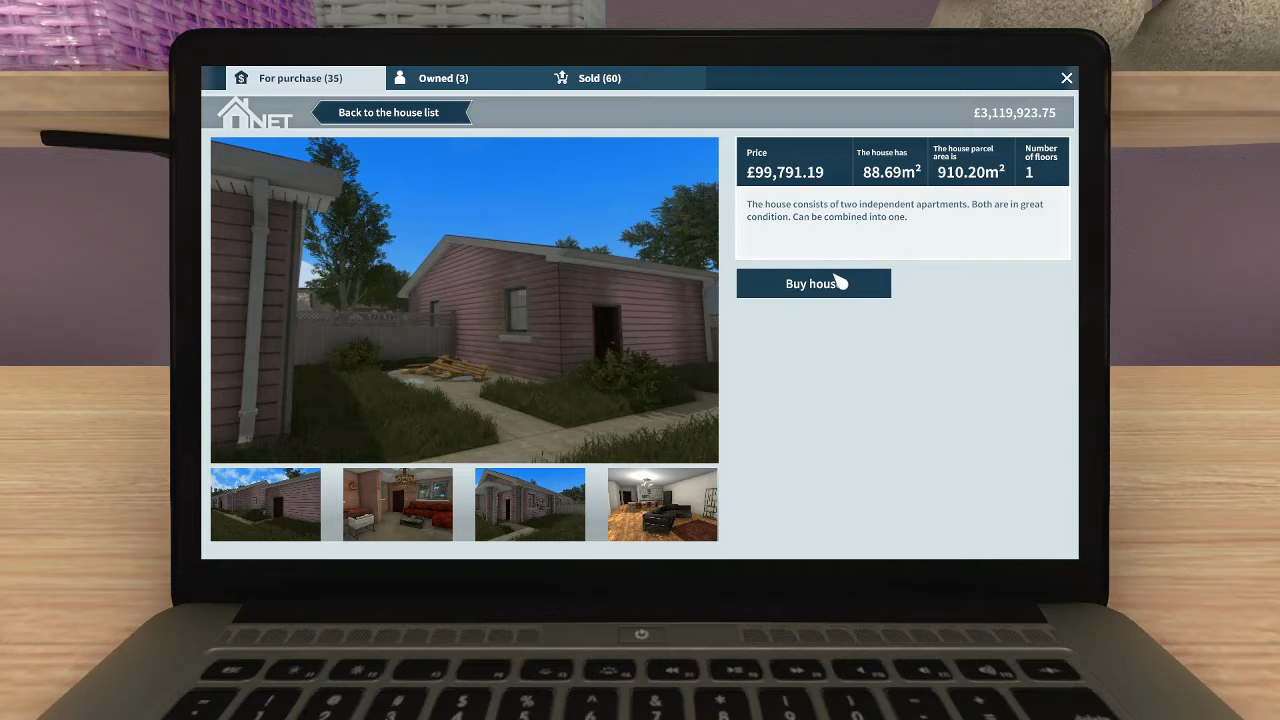 For purchase (35)
Owned (3)
Sold (60)
NET
Back to the house list
£3,119,923.75
Price
£99,791.19
The house has
88.69m²
The house parcel
area is
910.20m²
Number
of floors
1
The house consists of two independent apartments. Both are in great
condition. Can be combined into one.
Buy house